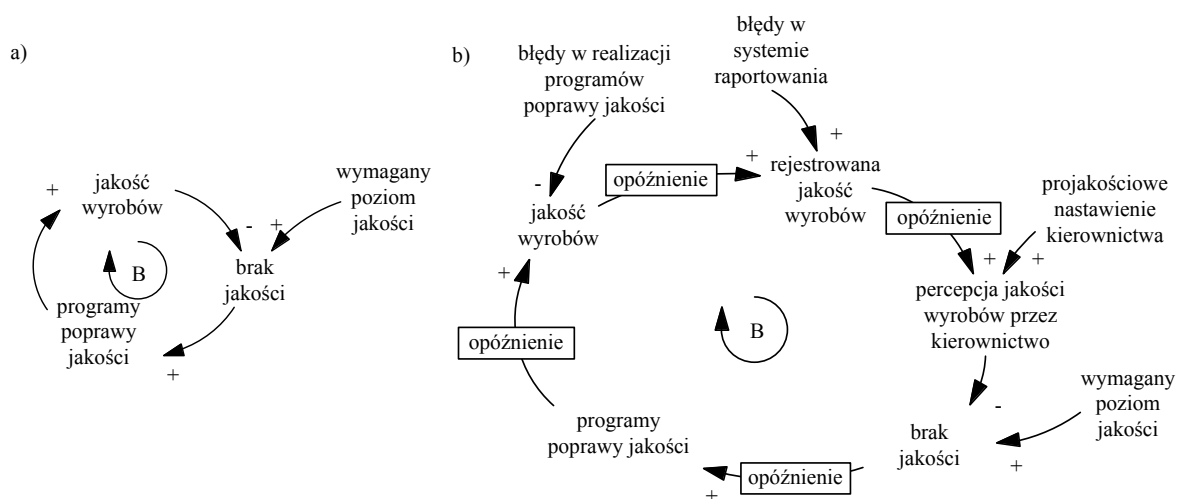 a)
+
jakość
wyrobów
wymagany
poziom
jakości
-
+
brak
jakości
B
programy
poprawy
jakości
+
b)
błędy w realizacji
programów
poprawy jakości
błędy w
systemie
raportowania
+
-
opóźnienie
+
rejestrowana
jakość
wyrobów
jakość
wyrobów
opóźnienie
projakościowe
nastawienie
kierownictwa
+
+
+
percepcja jakości
wyrobów przez
kierownictwo
B
opóźnienie
-
wymagany
poziom
jakości
programy
poprawy jakości
brak
jakości
+
opóźnienie
+